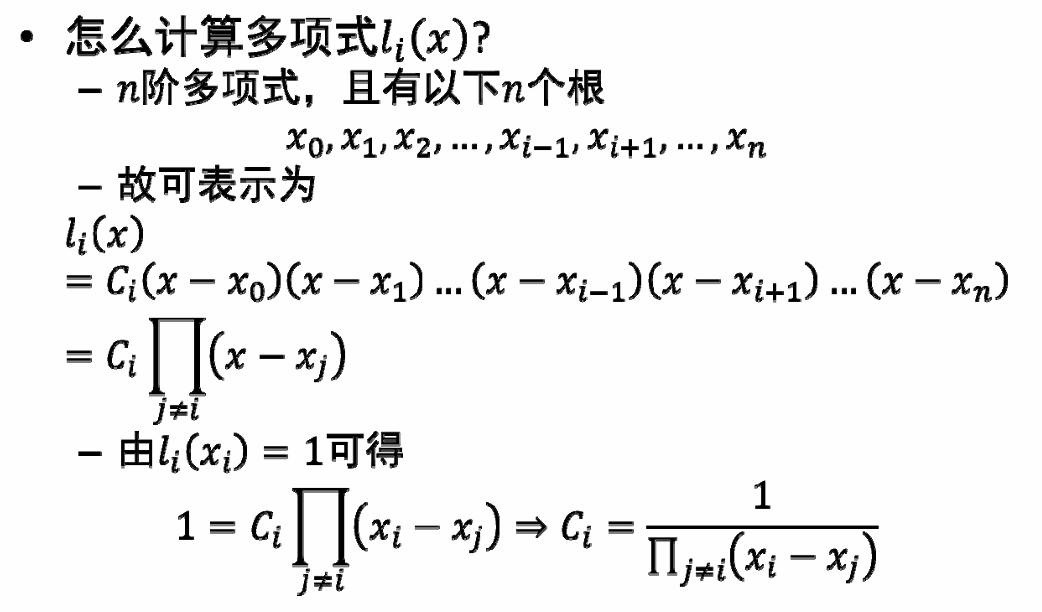 • 怎么计算多项式l_i(x)?
– n阶多项式，且有以下n个根
x_0, x_1, x_2, …, x_{i−1}, x_{i+1}, …, x_n
– 故可表示为
l_i(x)
= C_i(x − x_0)(x − x_1) … (x − x_{i−1})(x − x_{i+1}) … (x − x_n)
= C_i ∏_{j≠i} (x − x_j)
– 由l_i(x_i) = 1可得
1 = C_i ∏_{j≠i} (x_i − x_j) ⇒ C_i = \frac{1}{∏_{j≠i}(x_i − x_j)}